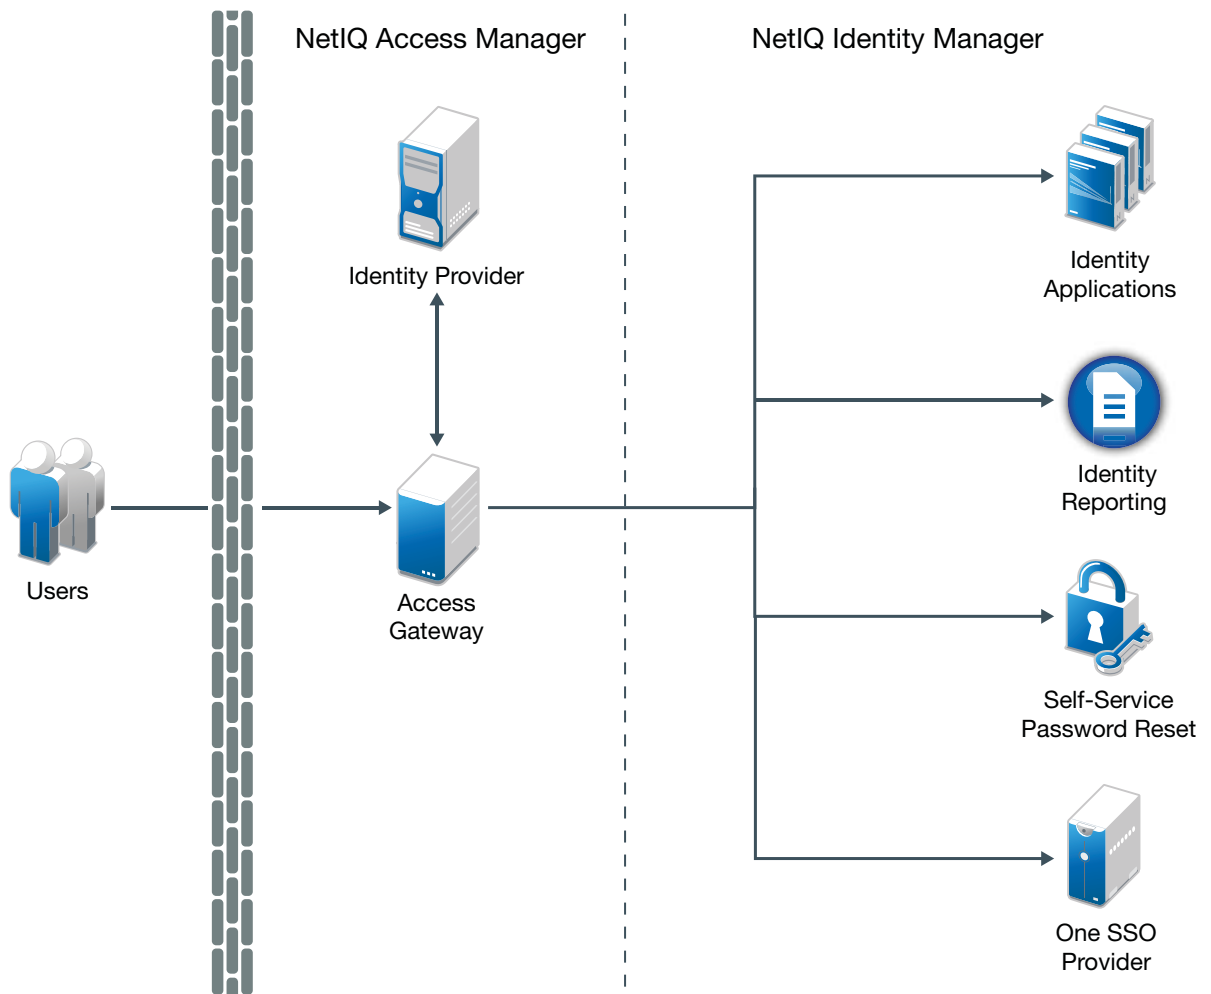 NetIQ Access Manager
NetIQ Identity Manager
Identity Provider
Users
Access
Gateway
Identity
Applications
Identity
Reporting
Self-Service
Password Reset
One SSO
Provider